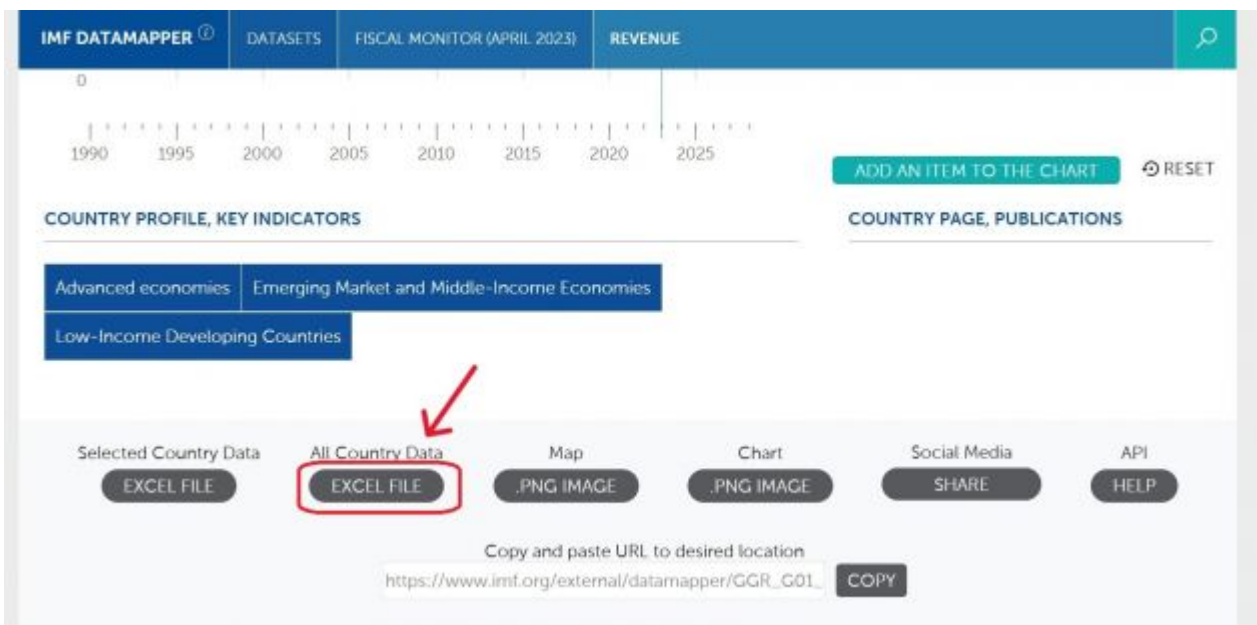 IMF DATAMAPPER i DATASETS FISCAL MONITOR (APRIL 2023) REVENUE
0
1990 1995 2000 2005 2010 2015 2020 2025
ADD AN ITEM TO THE CHART RESET
COUNTRY PROFILE, KEY INDICATORS
COUNTRY PAGE, PUBLICATIONS
Advanced economies Emerging Market and Middle-Income Economies
Low-Income Developing Countries
Selected Country Data All Country Data Map Chart Social Media API
EXCEL FILE EXCEL FILE .PNG IMAGE .PNG IMAGE SHARE HELP
Copy and paste URL to desired location
https://www.imf.org/external/datamapper/GGR_G01_ COPY